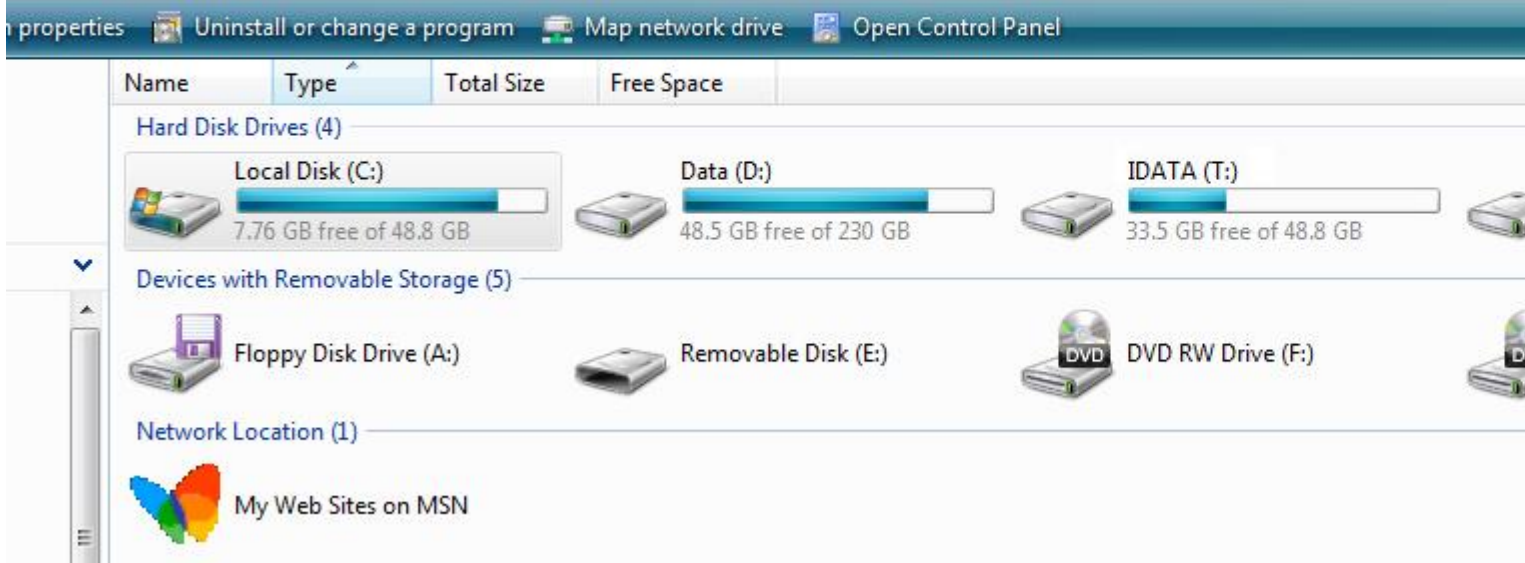 properties Uninstall or change a program Map network drive Open Control Panel
Name Type Total Size Free Space
Hard Disk Drives (4)
Local Disk (C:) Data (D:) IDATA (T:)
7.76 GB free of 48.8 GB 48.5 GB free of 230 GB 33.5 GB free of 48.8 GB
Devices with Removable Storage (5)
Floppy Disk Drive (A:) Removable Disk (E:) DVD DVD RW Drive (F:)
Network Location (1)
My Web Sites on MSN